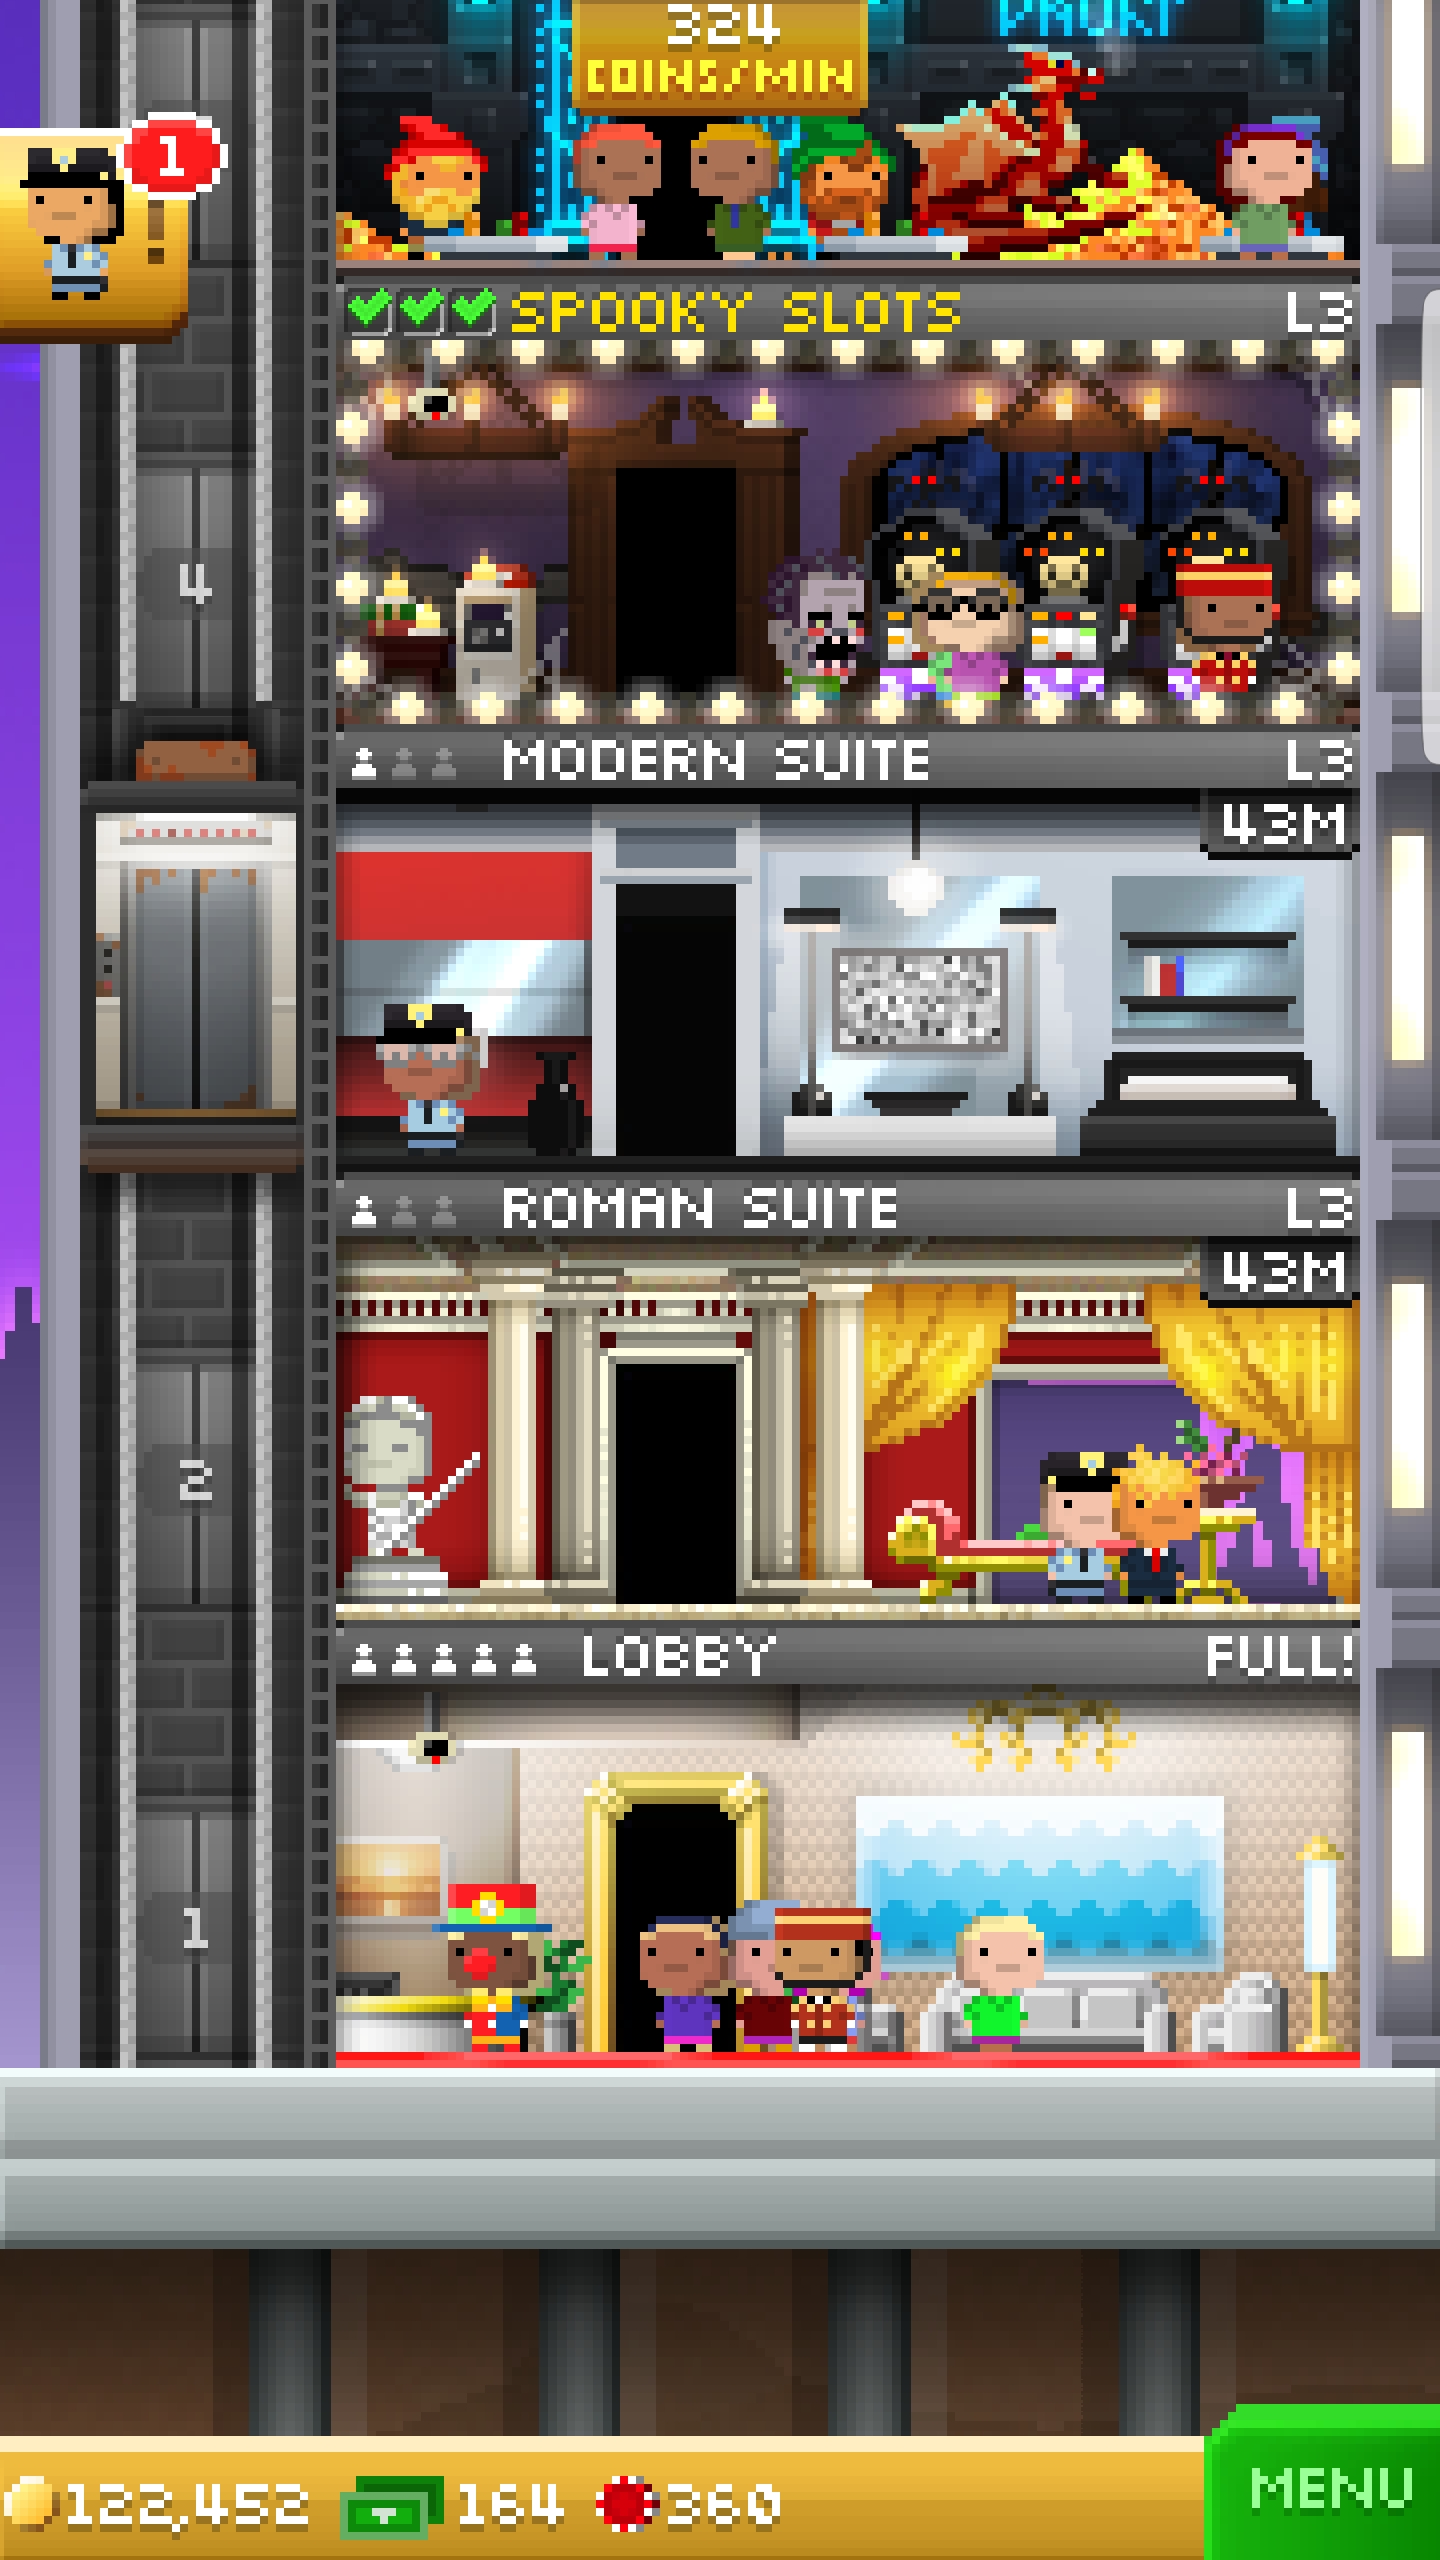 324
COINS/MIN
1
!
SPOOKY SLOTS L3
4
MODERN SUITE L3
43M
ROMAN SUITE L3
43M
2
LOBBY FULL!
1
122,452 164 360
MENU